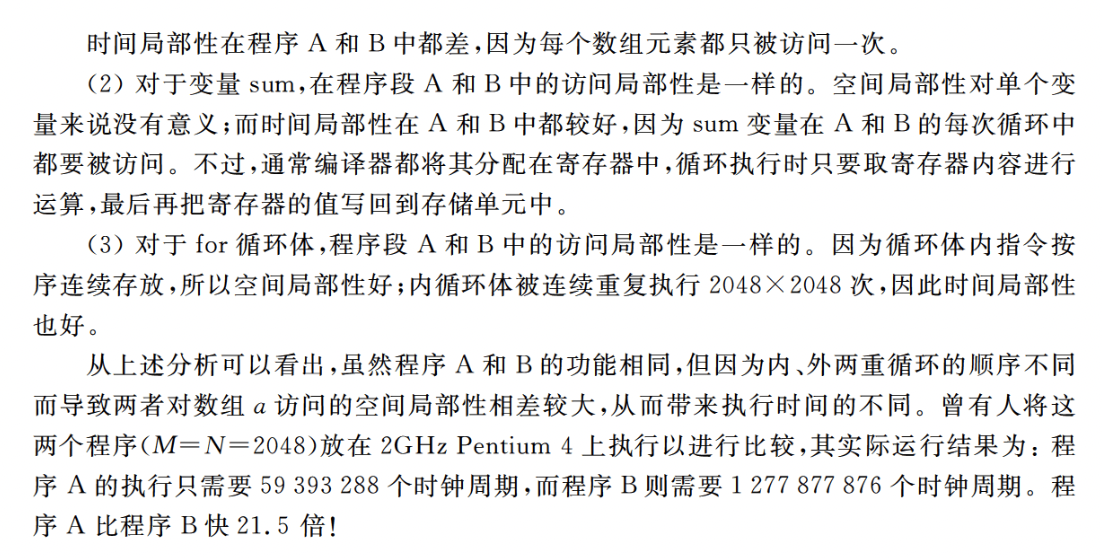 时间局部性在程序 A 和 B 中都差,因为每个数组元素都只被访问一次。
(2) 对于变量 sum,在程序段 A 和 B 中的访问局部性是一样的。空间局部性对单个变
量来说没有意义;而时间局部性在 A 和 B 中都较好,因为 sum 变量在 A 和 B 的每次循环中
都要被访问。不过,通常编译器都将其分配在寄存器中,循环执行时只要取寄存器内容进行
运算,最后再把寄存器的值写回到存储单元中。
(3) 对于 for 循环体,程序段 A 和 B 中的访问局部性是一样的。因为循环体内指令按
序连续存放,所以空间局部性好;内循环体被连续重复执行 2048×2048 次,因此时间局部性
也好。
从上述分析可以看出,虽然程序 A 和 B 的功能相同,但因为内、外两重循环的顺序不同
而导致两者对数组 a 访问的空间局部性相差较大,从而带来执行时间的不同。曾有人将这
两个程序(M=N=2048)放在 2GHz Pentium 4 上执行以进行比较,其实际运行结果为:程
序 A 的执行只需要 59 393 288 个时钟周期,而程序 B 则需要 1 277 877 876 个时钟周期。程
序 A 比程序 B 快 21.5 倍!